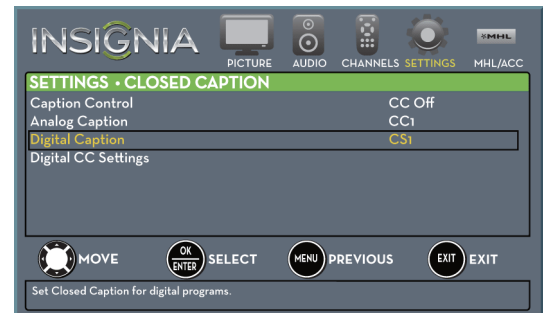 INSIGNIA
PICTURE AUDIO CHANNELS SETTINGS MHL/ACC
MHL
SETTINGS • CLOSED CAPTION
Caption Control CC Off
Analog Caption CC1
Digital Caption CS1
Digital CC Settings
MOVE OK ENTER SELECT MENU PREVIOUS EXIT EXIT
Set Closed Caption for digital programs.